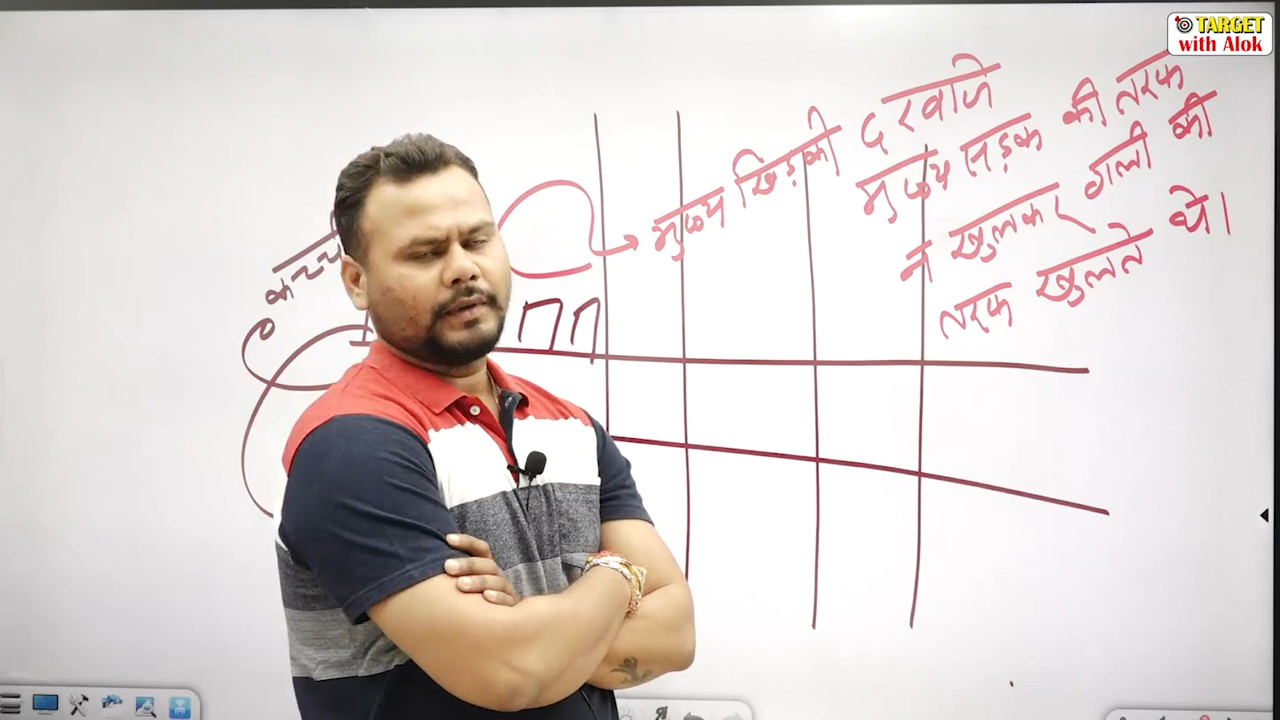 TARGET
with Alok
मुख्य खिड़की दरवाजे
मुख्य सड़क की तरफ
न खुलकर गली की
तरफ खुलते थे।